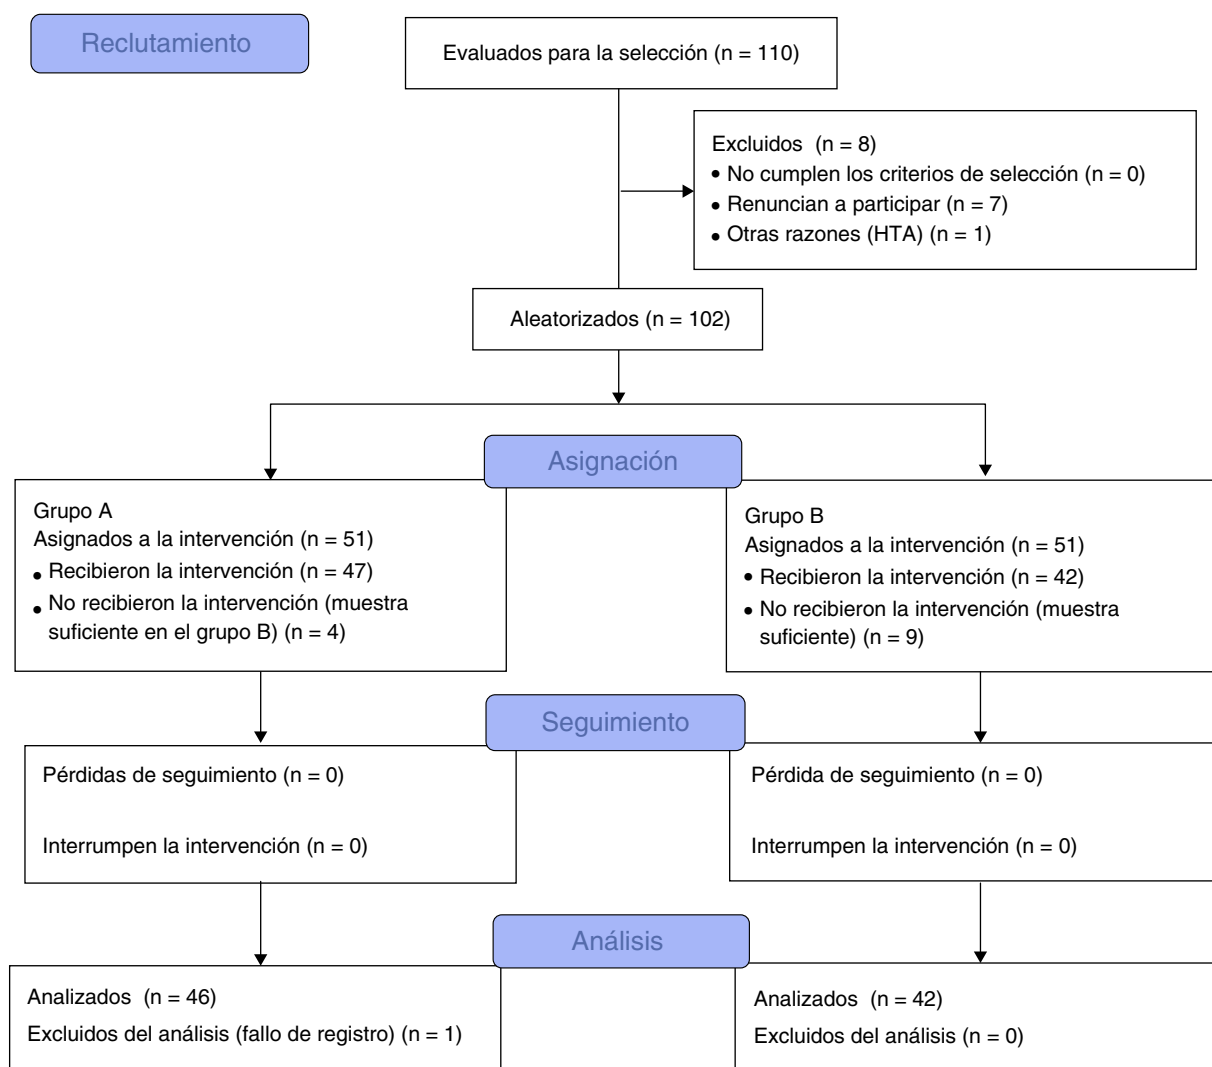 Reclutamiento
Evaluados para la selección (n = 110)
Excluidos (n = 8)
• No cumplen los criterios de selección (n = 0)
• Renuncian a participar (n = 7)
• Otras razones (HTA) (n = 1)
Aleatorizados (n = 102)
Asignación
Grupo A
Asignados a la intervención (n = 51)
• Recibieron la intervención (n = 47)
• No recibieron la intervención (muestra
suficiente en el grupo B) (n = 4)
Grupo B
Asignados a la intervención (n = 51)
• Recibieron la intervención (n = 42)
• No recibieron la intervención (muestra
suficiente) (n = 9)
Seguimiento
Pérdidas de seguimiento (n = 0)
Interrumpen la intervención (n = 0)
Pérdida de seguimiento (n = 0)
Interrumpen la intervención (n = 0)
Análisis
Analizados (n = 46)
Excluidos del análisis (fallo de registro) (n = 1)
Analizados (n = 42)
Excluidos del análisis (n = 0)